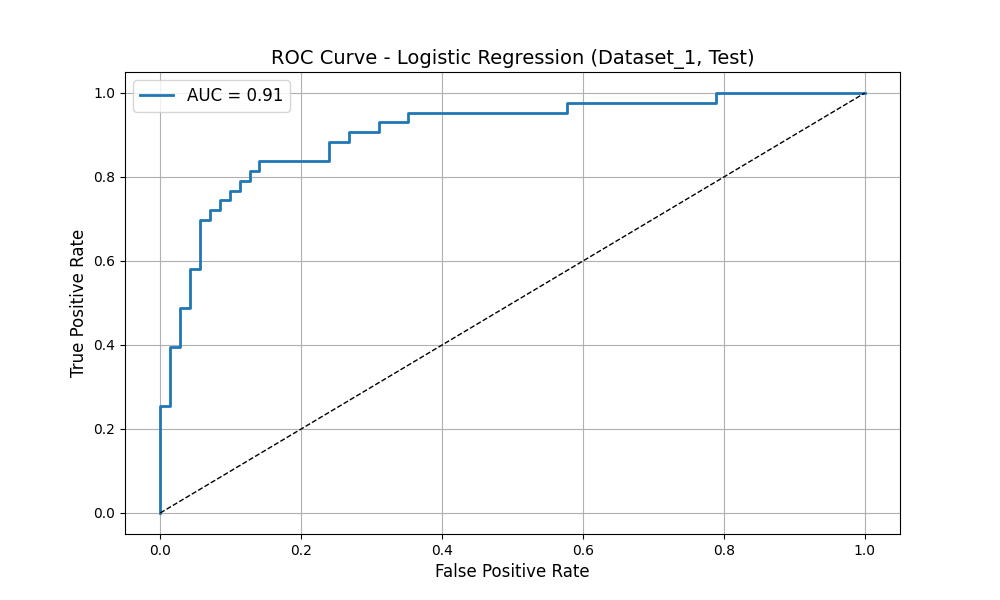 ROC Curve - Logistic Regression (Dataset_1, Test)
AUC = 0.91
True Positive Rate
1.0
0.8
0.6
0.4
0.2
0.0
0.0 0.2 0.4 0.6 0.8 1.0
False Positive Rate